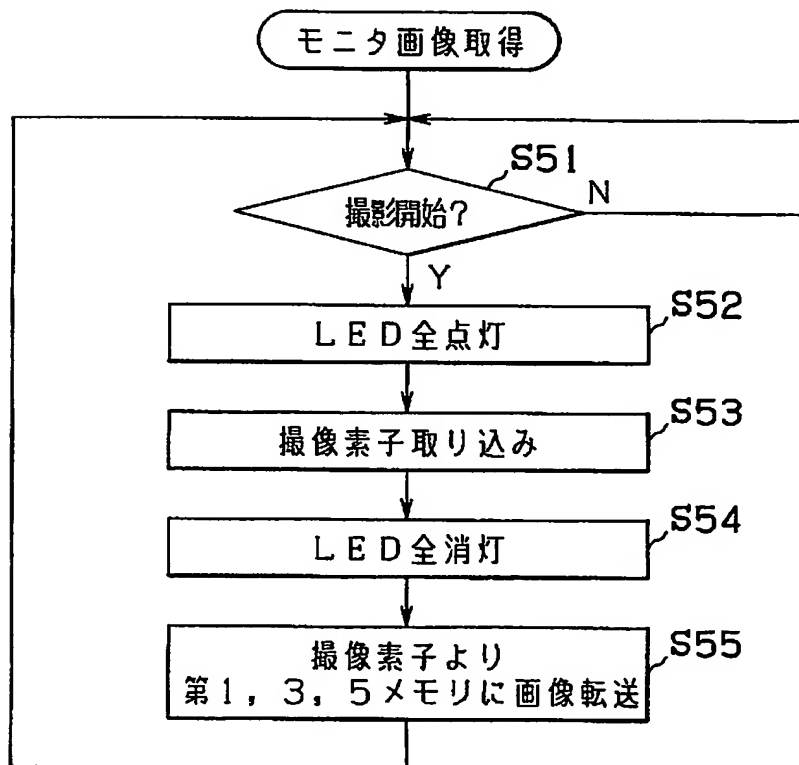 モニタ画像取得
S51
撮影開始?
N
Y
S52
LED全点灯
S53
撮像素子取り込み
S54
LED全消灯
S55
撮像素子より
第1,3,5メモリに画像転送